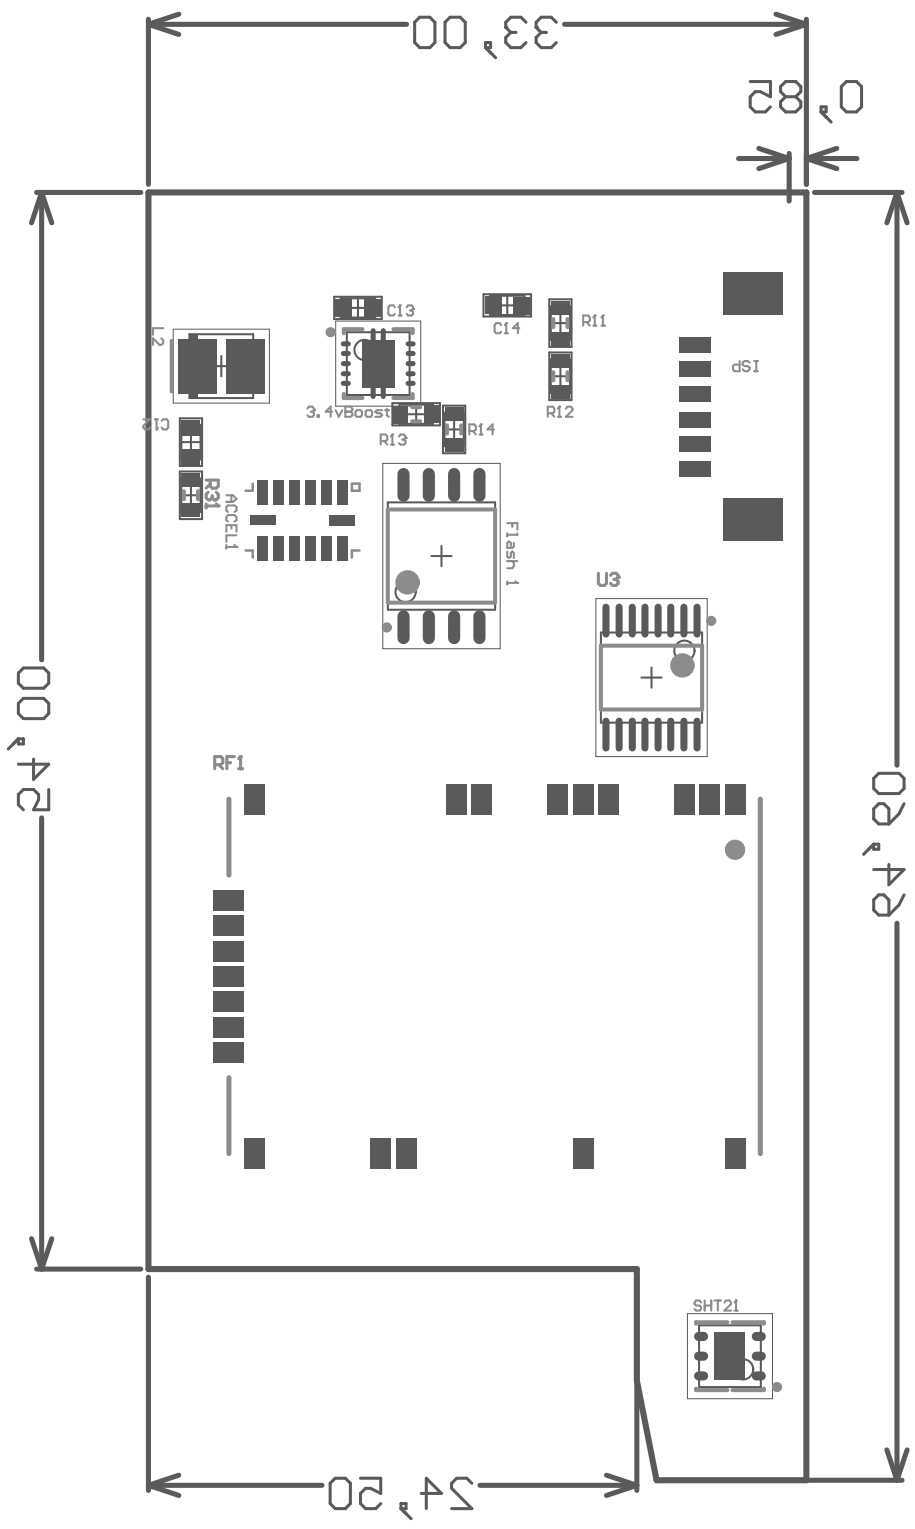 33,00
0,85
C13
C14
R11
L2
ISp
3.4vBoost
R12
C12
R13
R14
R31
ACCEL1
Flash 1
U3
54,00
RF1
64,60
SHT21
24,50